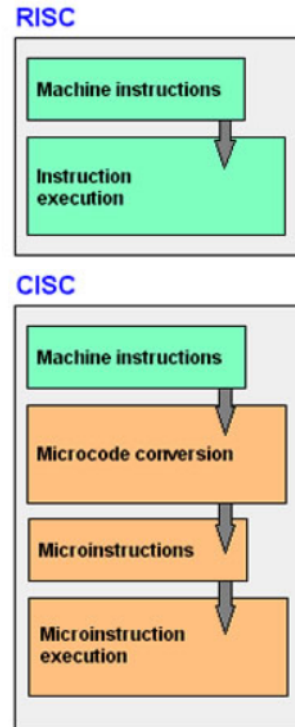 RISC
Machine instructions
Instruction
execution
CISC
Machine instructions
Microcode conversion
Microinstructions
Microinstruction
execution